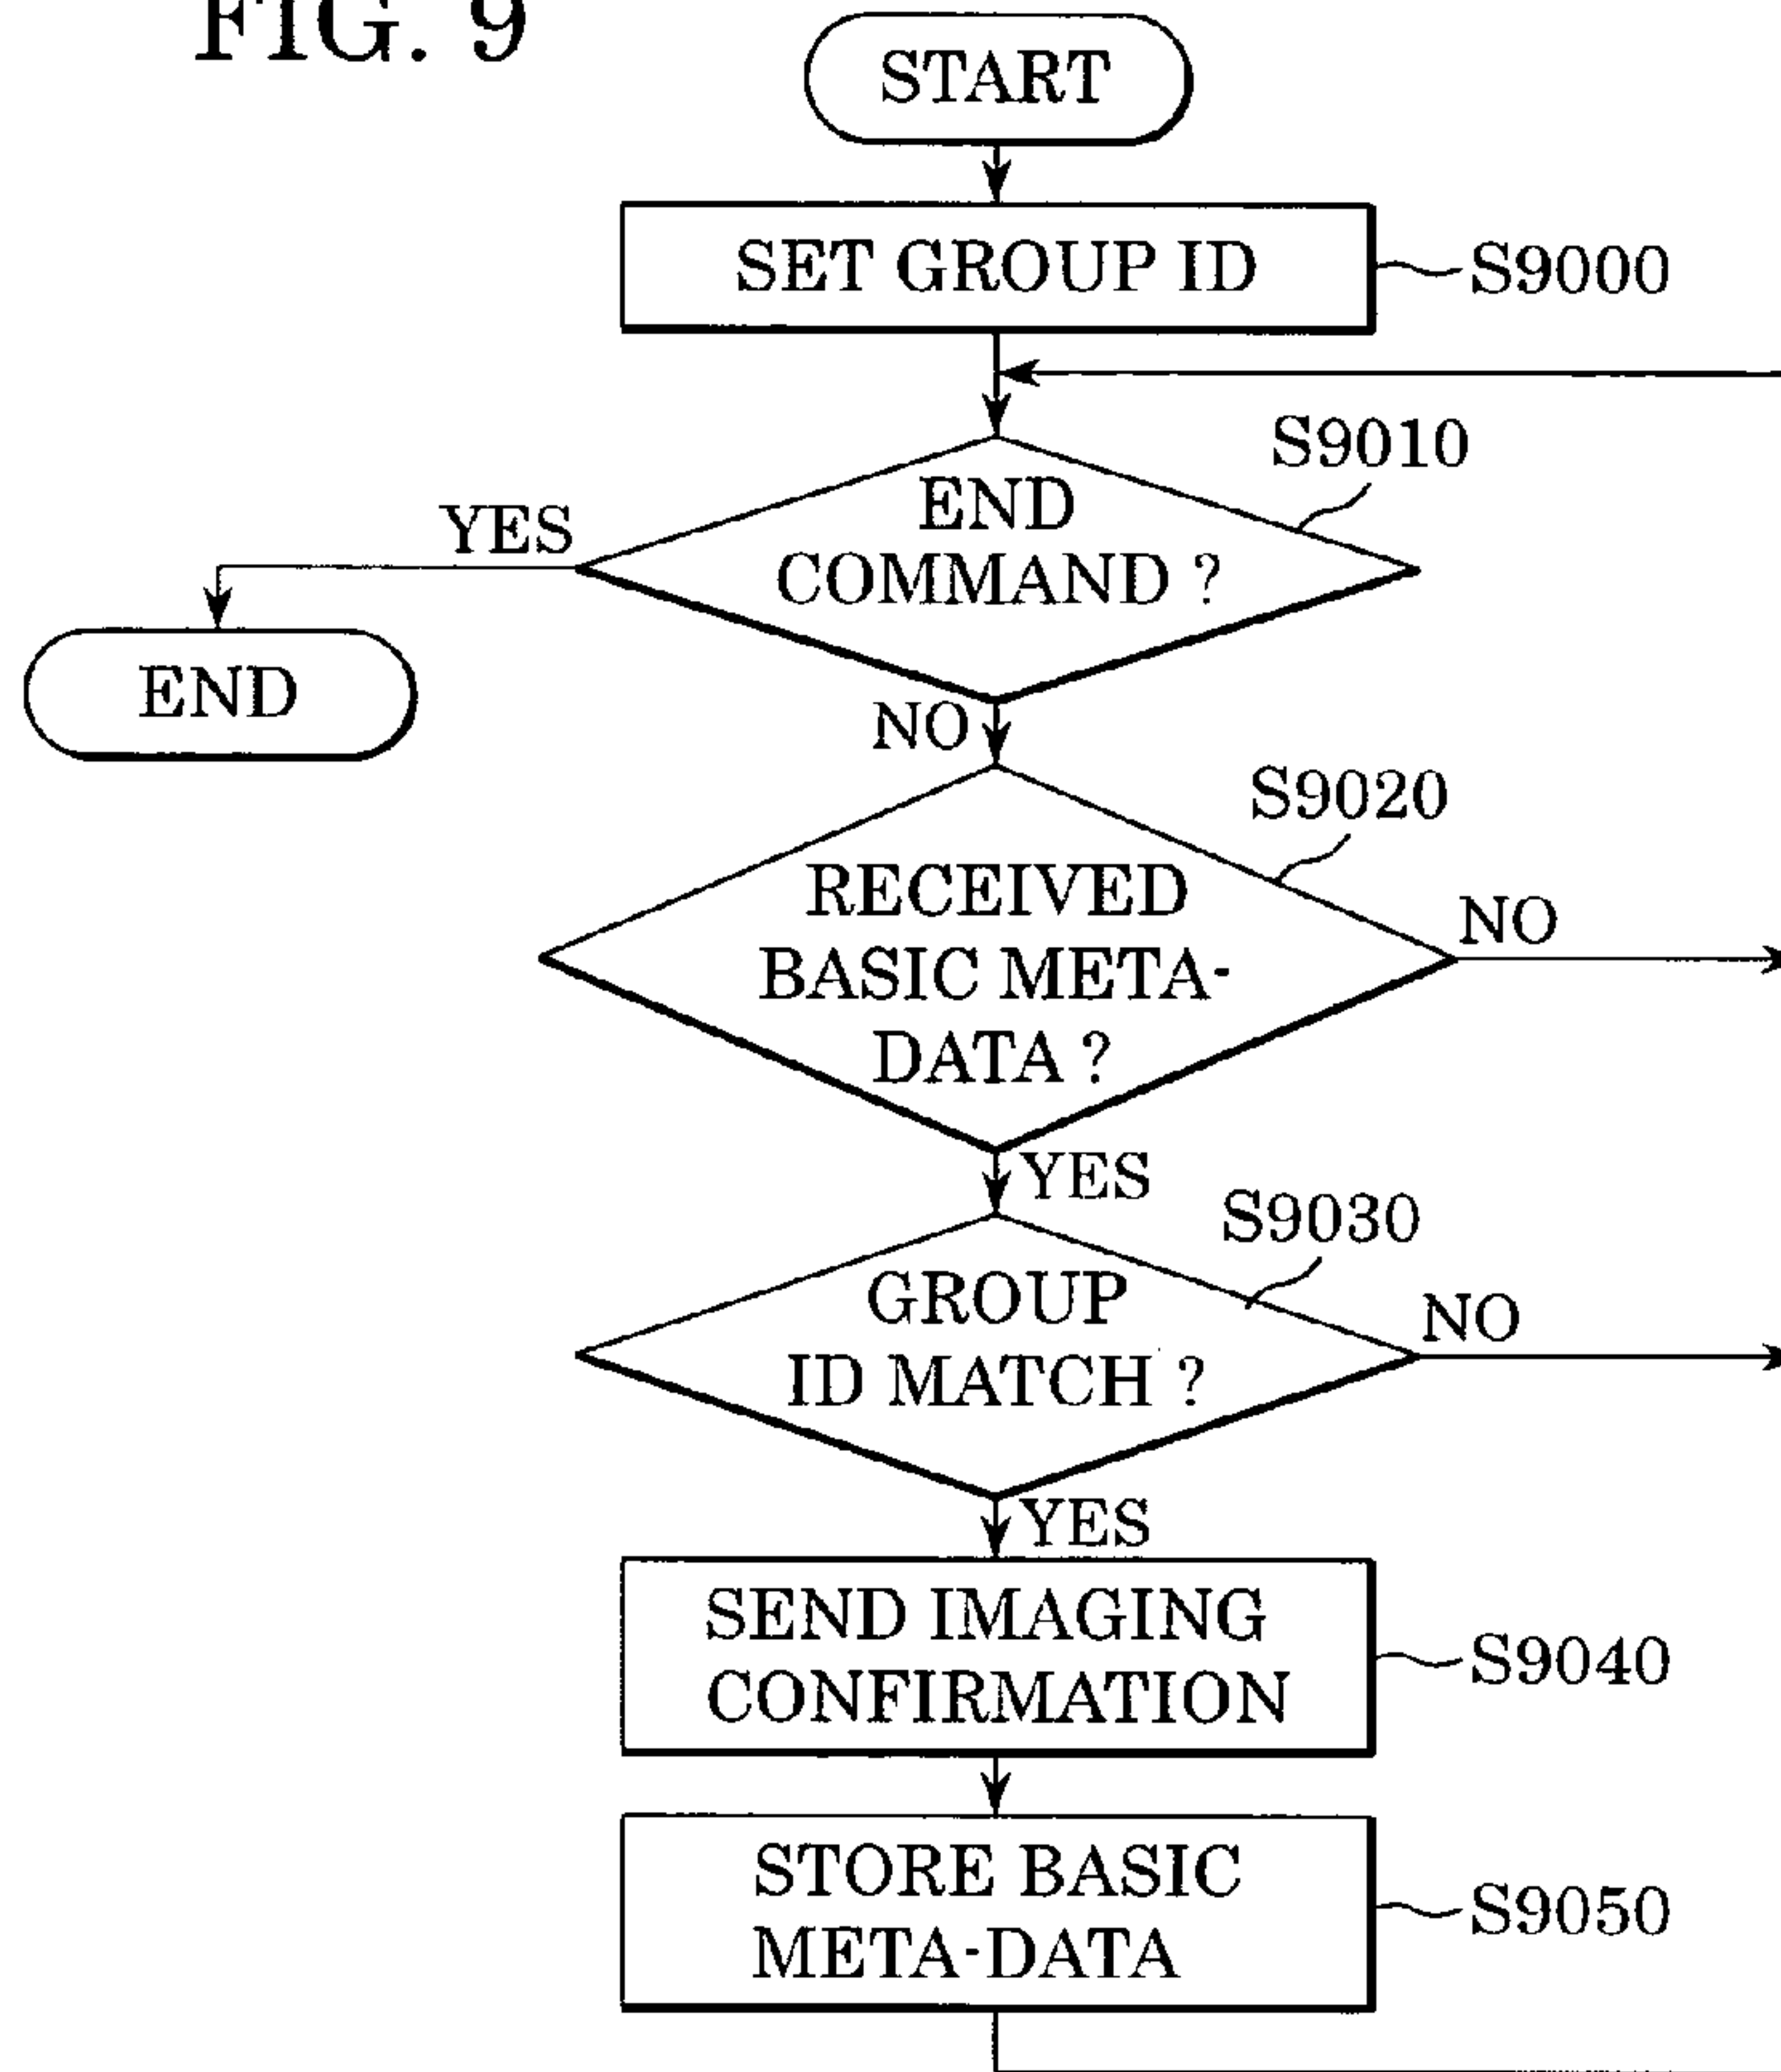 FIG. 9
START
SET GROUP ID
S9000
S9010
END
COMMAND ?
YES
END
NO
S9020
RECEIVED
BASIC META-
DATA ?
NO
YES
S9030
GROUP
ID MATCH ?
NO
YES
SEND IMAGING
CONFIRMATION
S9040
STORE BASIC
META-DATA
S9050